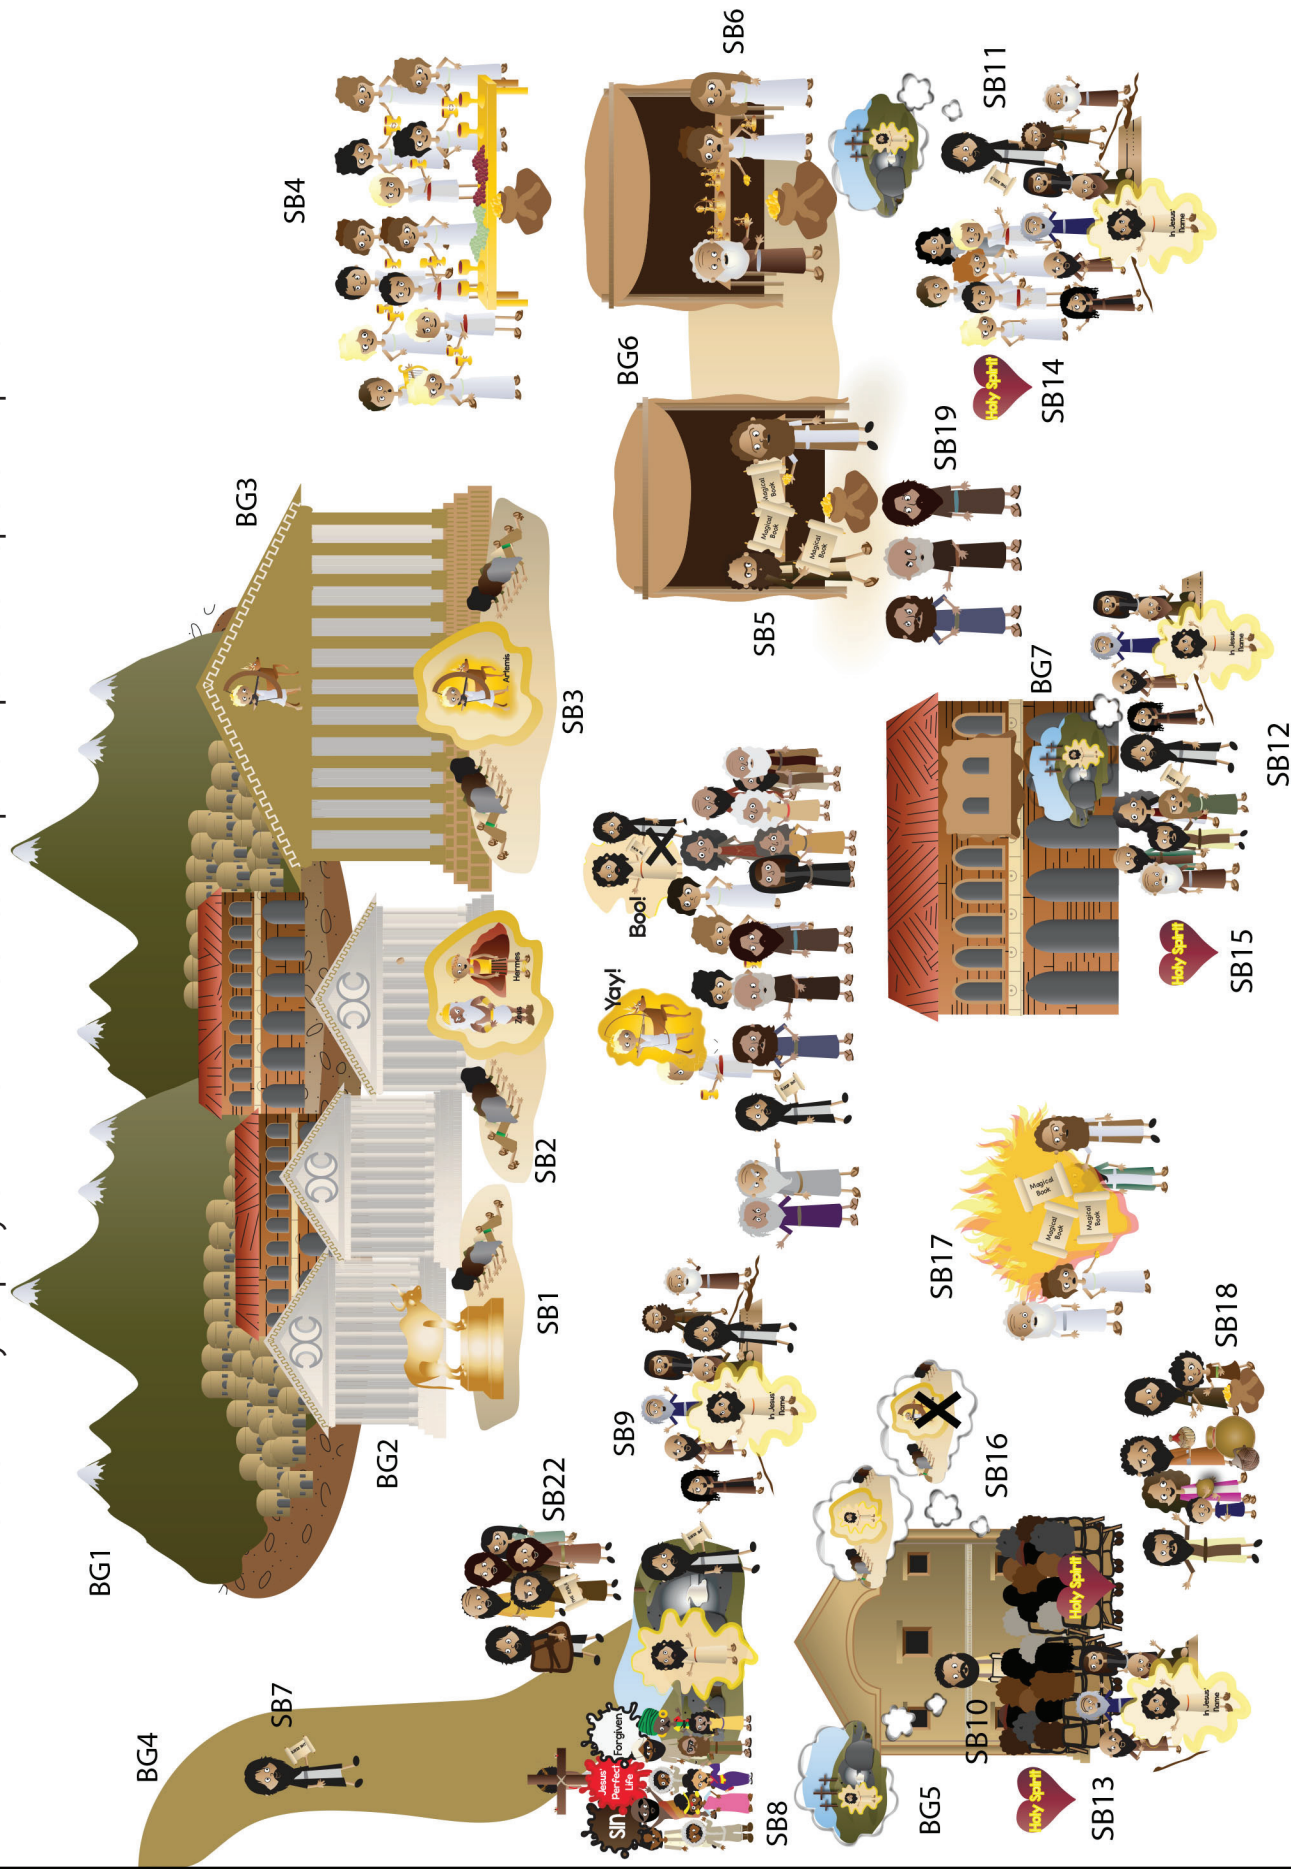 BG1
BG4
BG3
SB7
SB4
BG2
SB1
SB2
Zeus
Hermes
SB3
Artemis
SB22
Sin
Jesus'
Perfect
Life
Forgiven
SB8
SB9
In Jesus'
Name
Yay!
Boo!
BG6
SB6
SB5
Magical
Book
Magical
Book
Magical
Book
BG5
SB10
SB16
Holy Spirit
SB13
Holy Spirit
In Jesus'
Name
SB17
Magical
Book
Magical
Book
Magical
Book
SB18
SB19
BG7
SB11
Holy Spirit
SB14
In Jesus'
Name
Holy Spirit
SB15
SB12
In Jesus'
Name